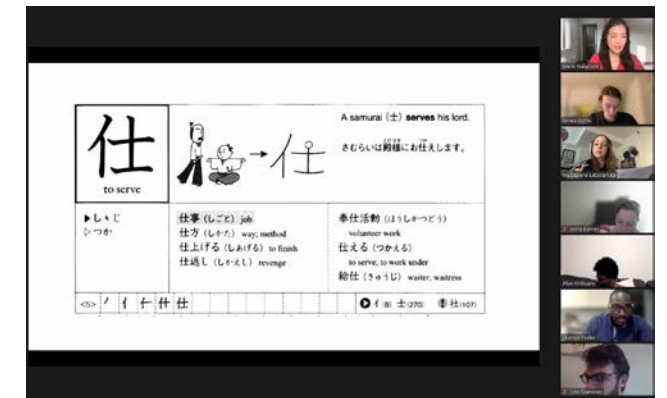 仕
to serve
A samurai (士) serves his lord.
さむらいは殿様にお仕えします。
▶し、じ
▷つか
仕事 (しごと) job
仕方 (しかた) way; method
仕上げる (しあげる) to finish
仕返し (しかえし) revenge
奉仕活動 (ほうしかつどう)
volunteer work
仕える (つかえる)
to serve; to work under
給仕 (きゅうじ) waiter, waitress
<5>
仕
イ(8) 士(270) 社(107)